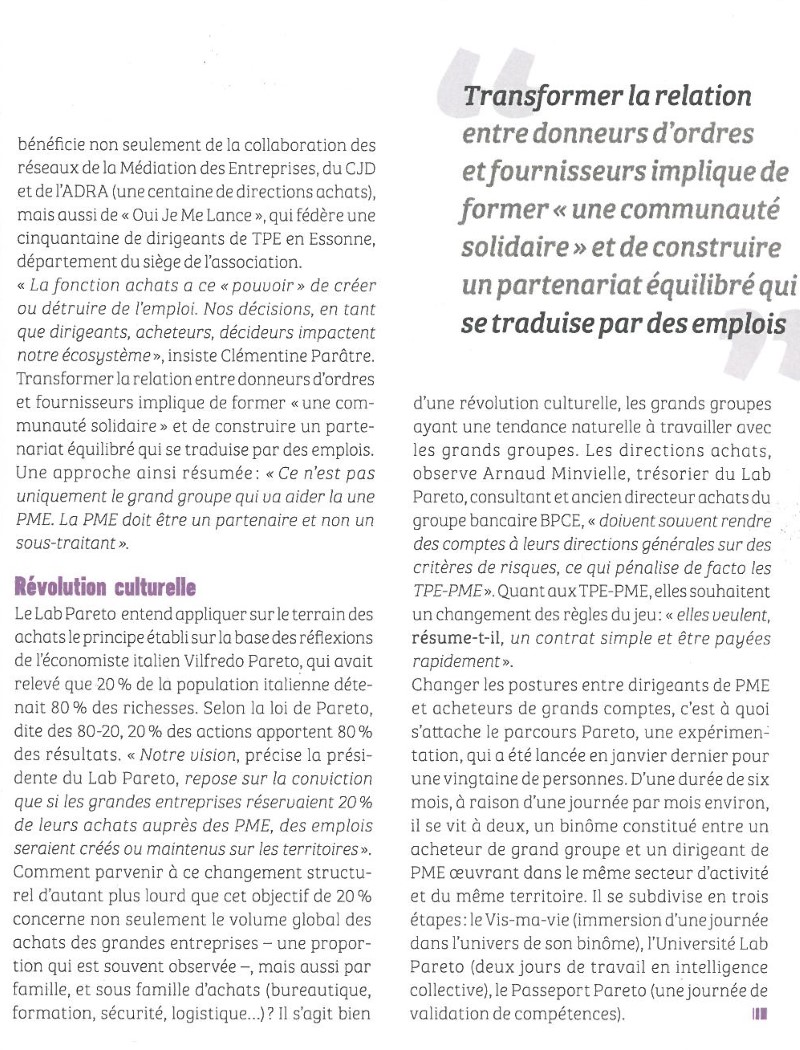 bénéficie non seulement de la collaboration des
réseaux de la Médiation des Entreprises, du CJD
et de l'ADRA (une centaine de directions achats),
mais aussi de « Oui Je Me Lance », qui fédère une
cinquantaine de dirigeants de TPE en Essonne,
département du siège de l'association.
« La fonction achats a ce « pouvoir » de créer
ou détruire de l'emploi. Nos décisions, en tant
que dirigeants, acheteurs, décideurs impactent
notre écosystème », insiste Clémentine Parâtre.
Transformer la relation entre donneurs d'ordres
et fournisseurs implique de former « une com-
munauté solidaire » et de construire un parte-
nariat équilibré qui se traduise par des emplois.
Une approche ainsi résumée : « Ce n'est pas
uniquement le grand groupe qui va aider la une
PME. La PME doit être un partenaire et non un
sous-traitant ».
Révolution culturelle
Le Lab Pareto entend appliquer sur le terrain des
achats le principe établi sur la base des réflexions
de l'économiste italien Vilfredo Pareto, qui avait
relevé que 20 % de la population italienne déte-
nait 80 % des richesses. Selon la loi de Pareto,
dite des 80-20, 20 % des actions apportent 80 %
des résultats. « Notre vision, précise la prési-
dente du Lab Pareto, repose sur la conviction
que si les grandes entreprises réservaient 20 %
de leurs achats auprès des PME, des emplois
seraient créés ou maintenus sur les territoires ».
Comment parvenir à ce changement structu-
rel d'autant plus lourd que cet objectif de 20 %
concerne non seulement le volume global des
achats des grandes entreprises – une propor-
tion qui est souvent observée –, mais aussi par
famille, et sous famille d'achats (bureautique,
formation, sécurité, logistique...) ? Il s'agit bien
“
Transformer la relation
entre donneurs d'ordres
et fournisseurs implique de
former « une communauté
solidaire » et de construire
un partenariat équilibré qui
se traduise par des emplois
”
d'une révolution culturelle, les grands groupes
ayant une tendance naturelle à travailler avec
les grands groupes. Les directions achats,
observe Arnaud Minvielle, trésorier du Lab
Pareto, consultant et ancien directeur achats du
groupe bancaire BPCE, « doivent souvent rendre
des comptes à leurs directions générales sur des
critères de risques, ce qui pénalise de facto les
TPE-PME ». Quant aux TPE-PME, elles souhaitent
un changement des règles du jeu : « elles veulent,
résume-t-il, un contrat simple et être payées
rapidement ».
Changer les postures entre dirigeants de PME
et acheteurs de grands comptes, c'est à quoi
s'attache le parcours Pareto, une expérimen-
tation, qui a été lancée en janvier dernier pour
une vingtaine de personnes. D'une durée de six
mois, à raison d'une journée par mois environ,
il se vit à deux, un binôme constitué entre un
acheteur de grand groupe et un dirigeant de
PME œuvrant dans le même secteur d'activité
et du même territoire. Il se subdivise en trois
étapes : le Vis-ma-vie (immersion d'une journée
dans l'univers de son binôme), l'Université Lab
Pareto (deux jours de travail en intelligence
collective), le Passeport Pareto (une journée de
validation de compétences).